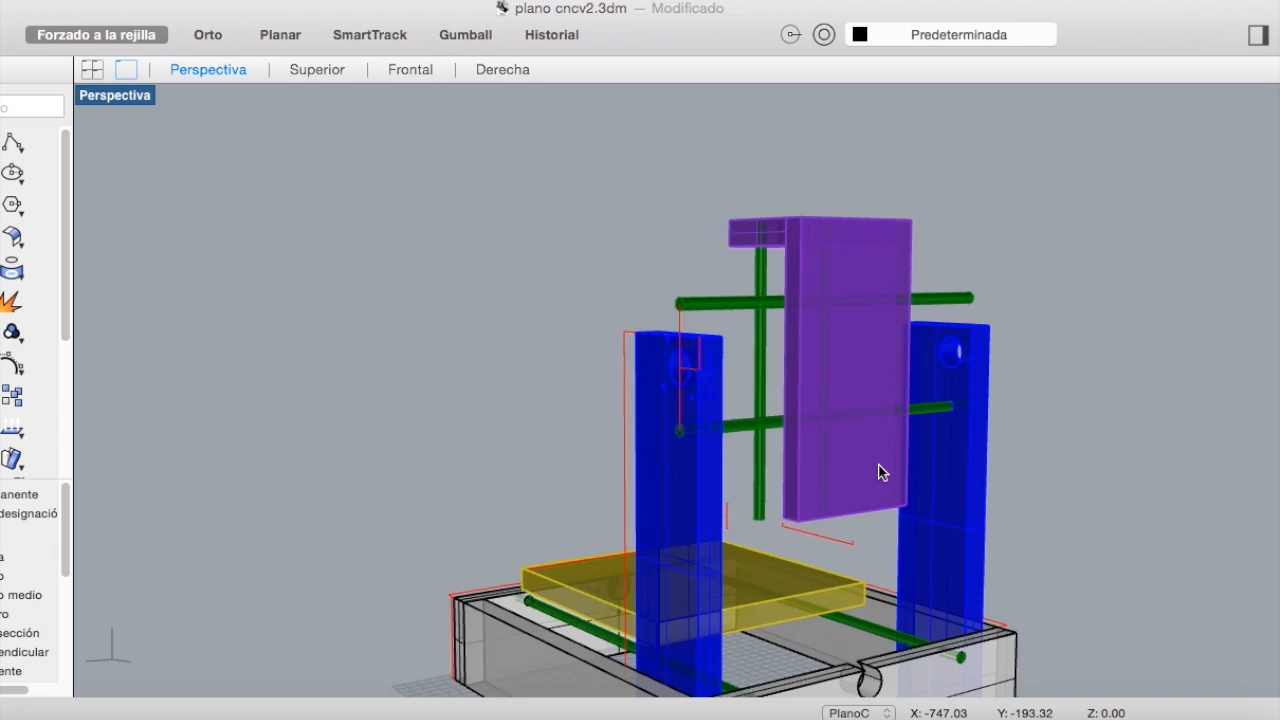 plano cncv2.3dm — Modificado
Forzado a la rejilla Orto Planar SmartTrack Gumball Historial Predeterminada
Perspectiva Superior Frontal Derecha
Perspectiva
o
anente
designació
a
o
o medio
ro
sección
endicular
ente
PlanoC X: -747.03 Y: -193.32 Z: 0.00